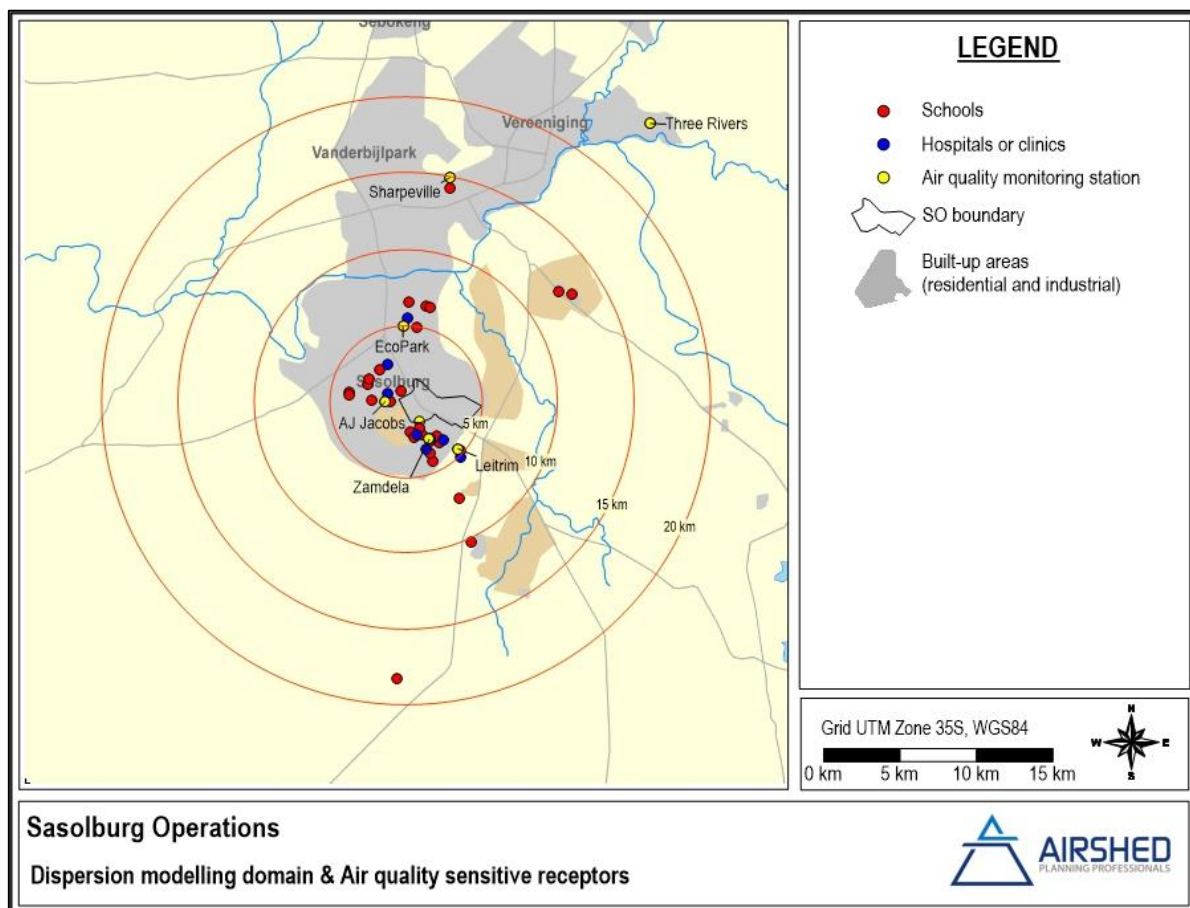 Sebokeng
Vereeniging
Three Rivers
Vanderbijlpark
Sharpeville
EcoPark
Sasolburg
AJ Jacobs
5 km
Leitrim
10 km
Zamdela
15 km
20 km
LEGEND
Schools
Hospitals or clinics
Air quality monitoring station
SO boundary
Built-up areas
(residential and industrial)
Grid UTM Zone 35S, WGS84
0 km 5 km 10 km 15 km
N
W E
S
Sasolburg Operations
Dispersion modelling domain & Air quality sensitive receptors
AIRSHED
PLANNING PROFESSIONALS